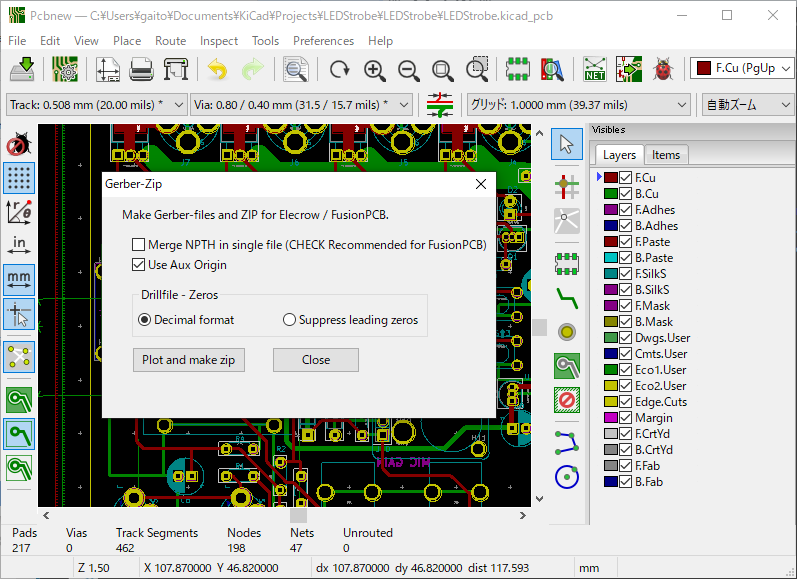 Pcbnew — C:¥Users¥gaito¥Documents¥KiCad¥Projects¥LEDStrobe¥LEDStrobe¥LEDStrobe.kicad_pcb
File Edit View Place Route Inspect Tools Preferences Help
NET
F.Cu (PgUp
Track: 0.508 mm (20.00 mils) *
Via: 0.80 / 0.40 mm (31.5 / 15.7 mils) *
グリッド: 1.0000 mm (39.37 mils)
自動ズーム
Visibles
Layers Items
in
mm
Gerber-Zip
Make Gerber-files and ZIP for Elecrow / FusionPCB.
Merge NPTH in single file (CHECK Recommended for FusionPCB)
Use Aux Origin
Drillfile - Zeros
Decimal format
Suppress leading zeros
Plot and make zip
Close
MIC GAIN
F.Cu
B.Cu
F.Adhes
B.Adhes
F.Paste
B.Paste
F.SilkS
B.SilkS
F.Mask
B.Mask
Dwgs.User
Cmts.User
Eco1.User
Eco2.User
Edge.Cuts
Margin
F.CrtYd
B.CrtYd
F.Fab
B.Fab
Pads Vias Track Segments Nodes Nets Unrouted
217 0 462 198 47 0
Z 1.50 X 107.870000 Y 46.820000 dx 107.870000 dy 46.820000 dist 117.593 mm